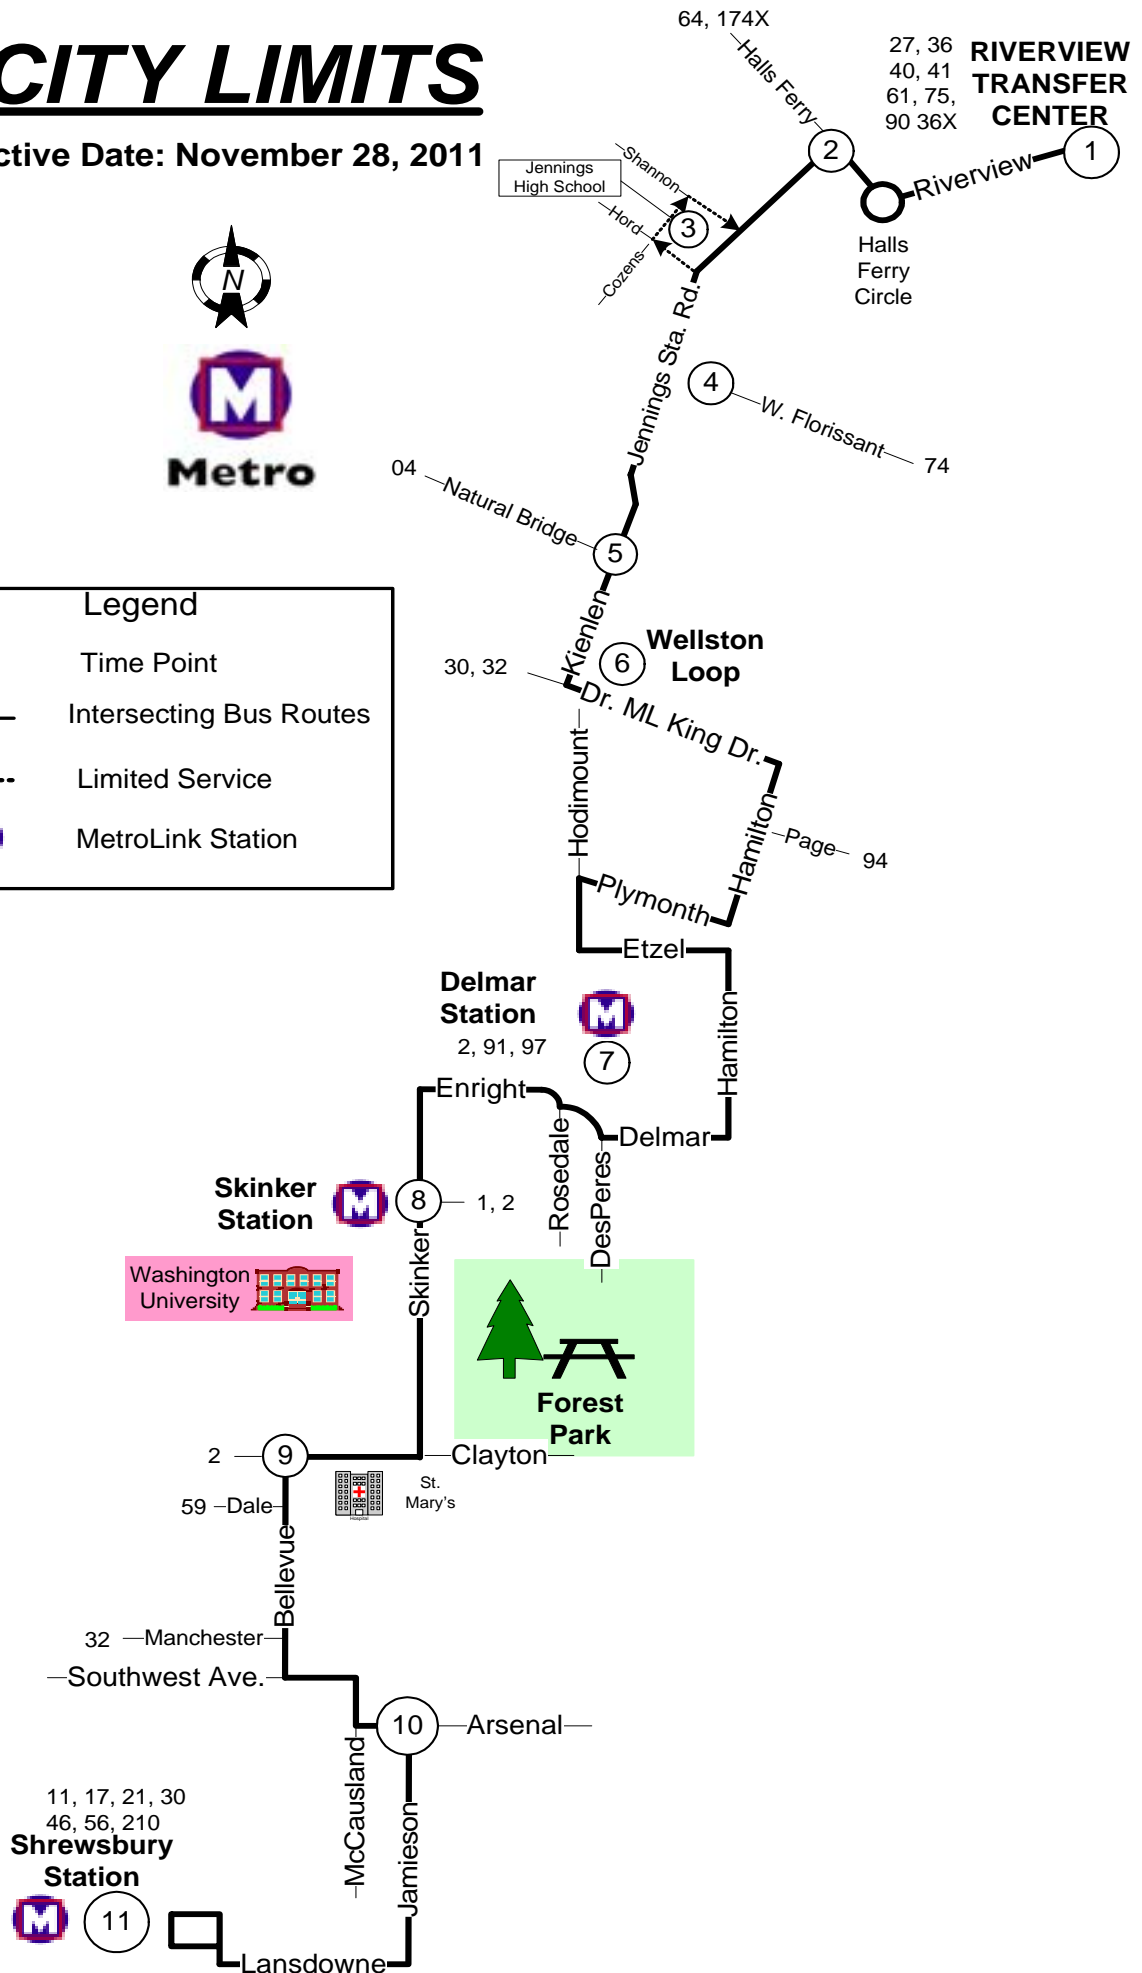 CITY LIMITS
ctive Date: November 28, 2011
64, 174X
Halls Ferry
27, 36
40, 41
61, 75,
90 36X
RIVERVIEW
TRANSFER
CENTER
1
2
Riverview
Halls
Ferry
Circle
Jennings
High School
Shannon
Hord
3
Cozens
N
Metro
Jennings Sta. Rd.
4
W. Florissant
74
04
Natural Bridge
5
Legend
Time Point
Intersecting Bus Routes
Limited Service
MetroLink Station
Kienlen
6
Wellston
Loop
30, 32
Dr. ML King Dr.
Hodimount
Hamilton
Page
94
Plymonth
Etzel
Delmar
Station
2, 91, 97
7
Hamilton
Enright
Delmar
Rosedale
DesPeres
Skinker
Station
8
1, 2
Skinker
Washington
University
Forest
Park
2
9
Clayton
St.
Mary's
Hospital
59
Dale
Bellevue
32
Manchester
Southwest Ave.
10
Arsenal
McCausland
Jamieson
11, 17, 21, 30
46, 56, 210
Shrewsbury
Station
11
Lansdowne